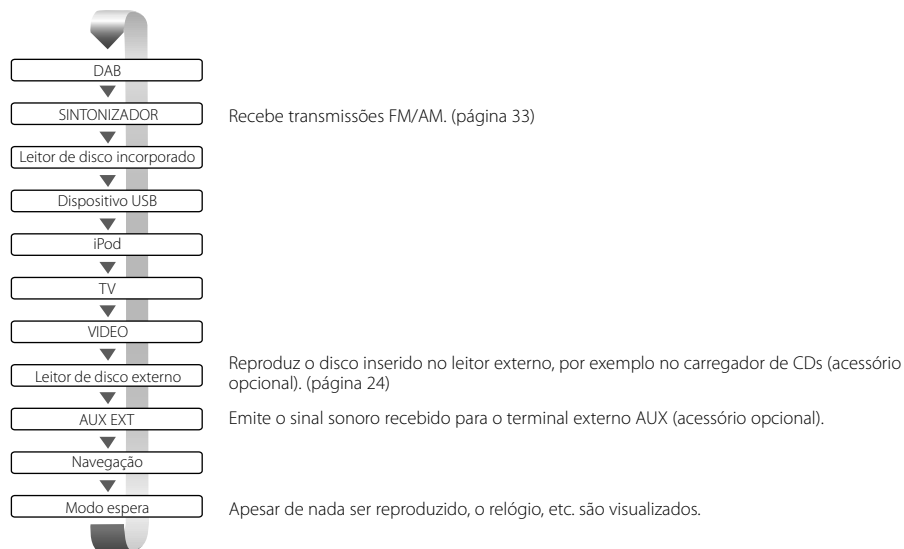 DAB
SINTONIZADOR
Recebe transmissões FM/AM. (página 33)
Leitor de disco incorporado
Dispositivo USB
iPod
TV
VIDEO
Leitor de disco externo
Reproduz o disco inserido no leitor externo, por exemplo no carregador de CDs (acessório
opcional). (página 24)
AUX EXT
Emite o sinal sonoro recebido para o terminal externo AUX (acessório opcional).
Navegação
Modo espera
Apesar de nada ser reproduzido, o relógio, etc. são visualizados.